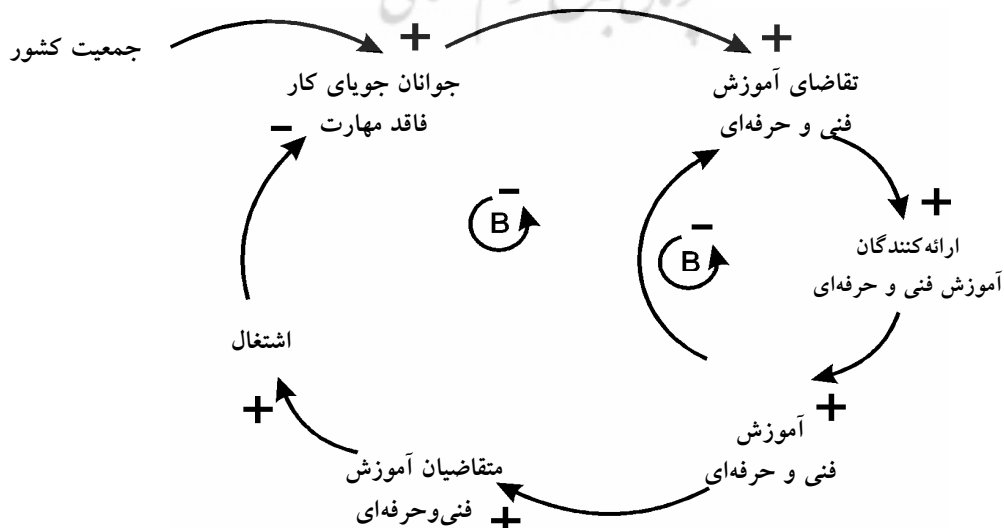 جمعیت کشور
+
جوانان جویای کار
فاقد مهارت
−
+
تقاضای آموزش
فنی و حرفه‌ای
+
ارائه‌کنندگان
آموزش فنی و حرفه‌ای
−
B
−
B
اشتغال
+
+
آموزش
فنی و حرفه‌ای
متقاضیان آموزش
فنی‌وحرفه‌ای
+